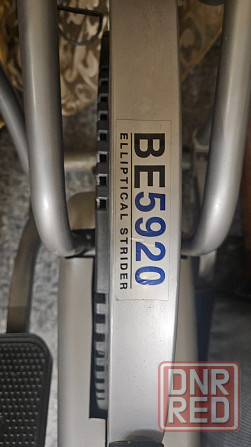 BE5920
ELLIPTICAL STRIDER
DNR
RED